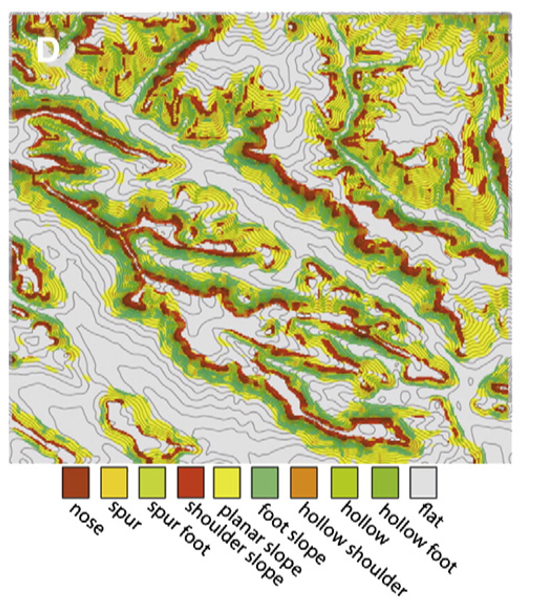 D
nose
spur
spur foot
shoulder slope
planar slope
foot slope
hollow shoulder
hollow
hollow foot
flat